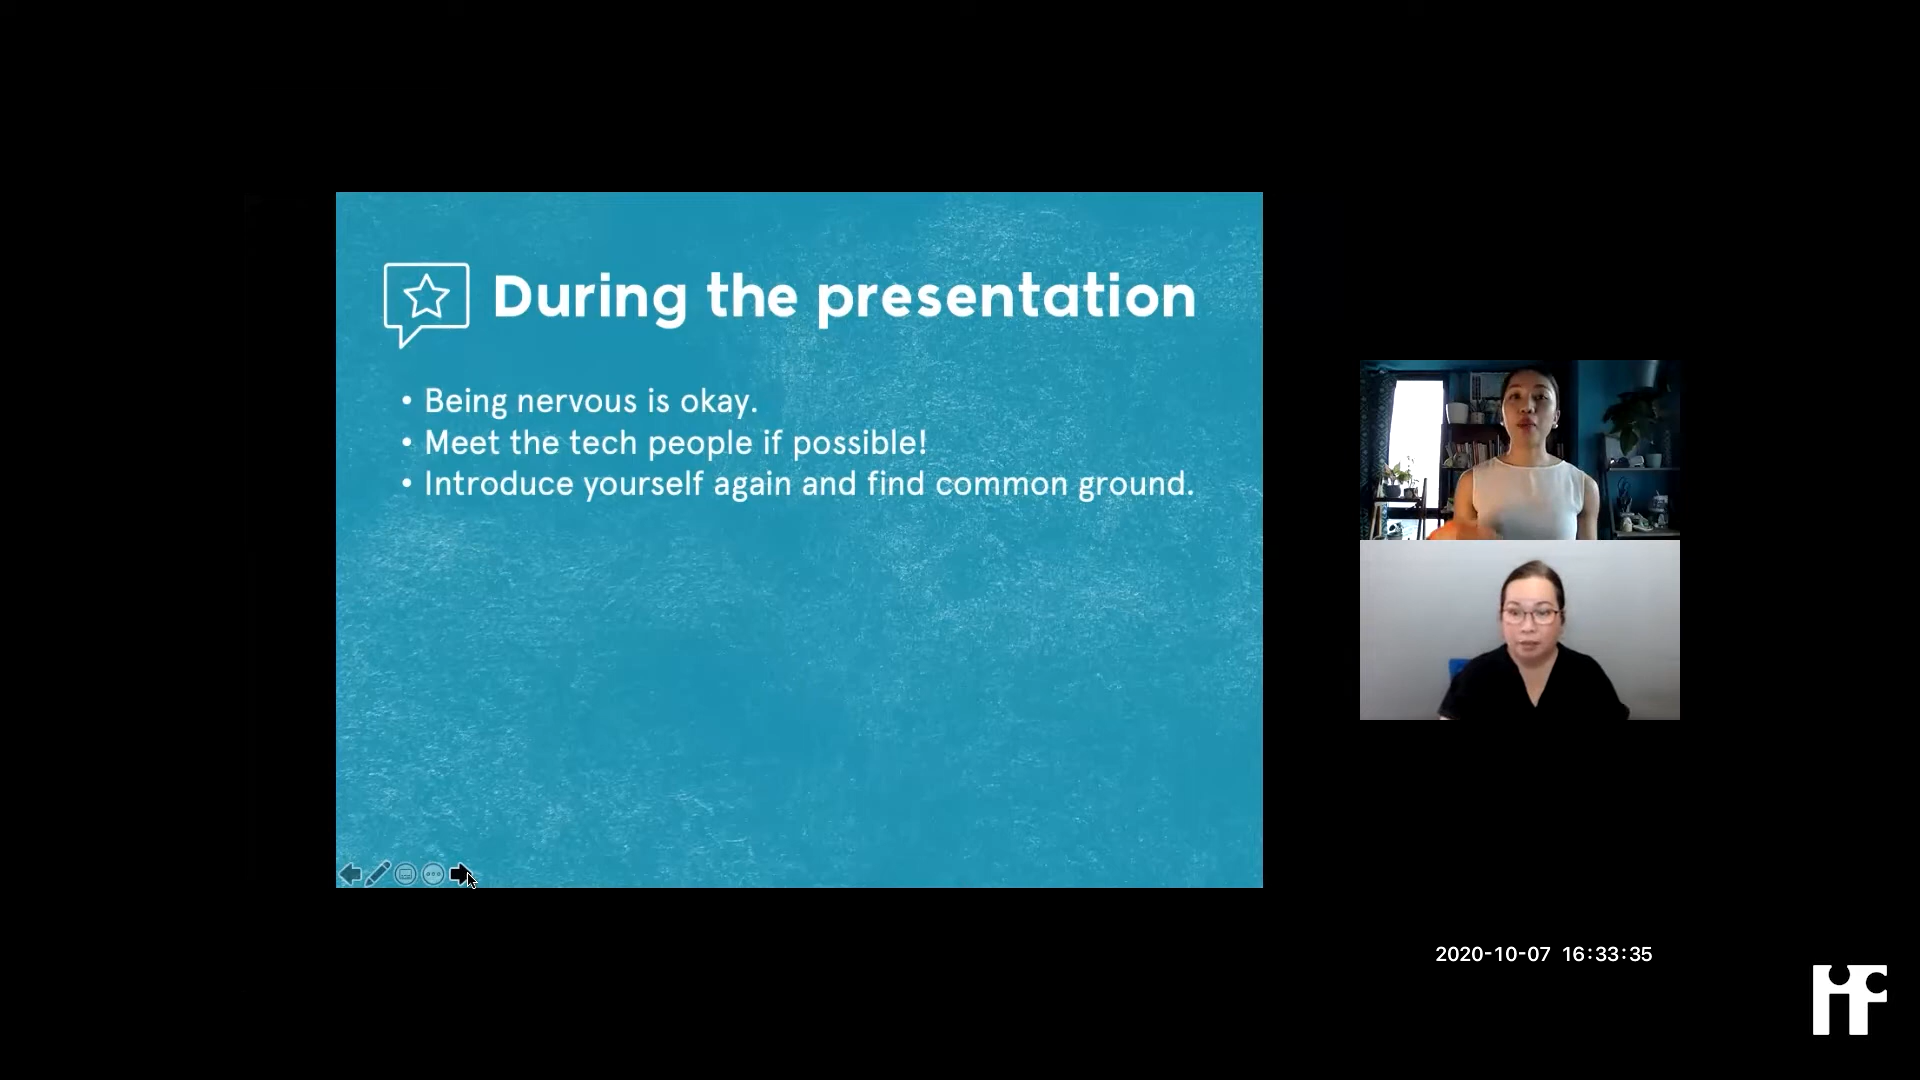 During the presentation
• Being nervous is okay.
• Meet the tech people if possible!
• Introduce yourself again and find common ground.
2020-10-07 16:33:35